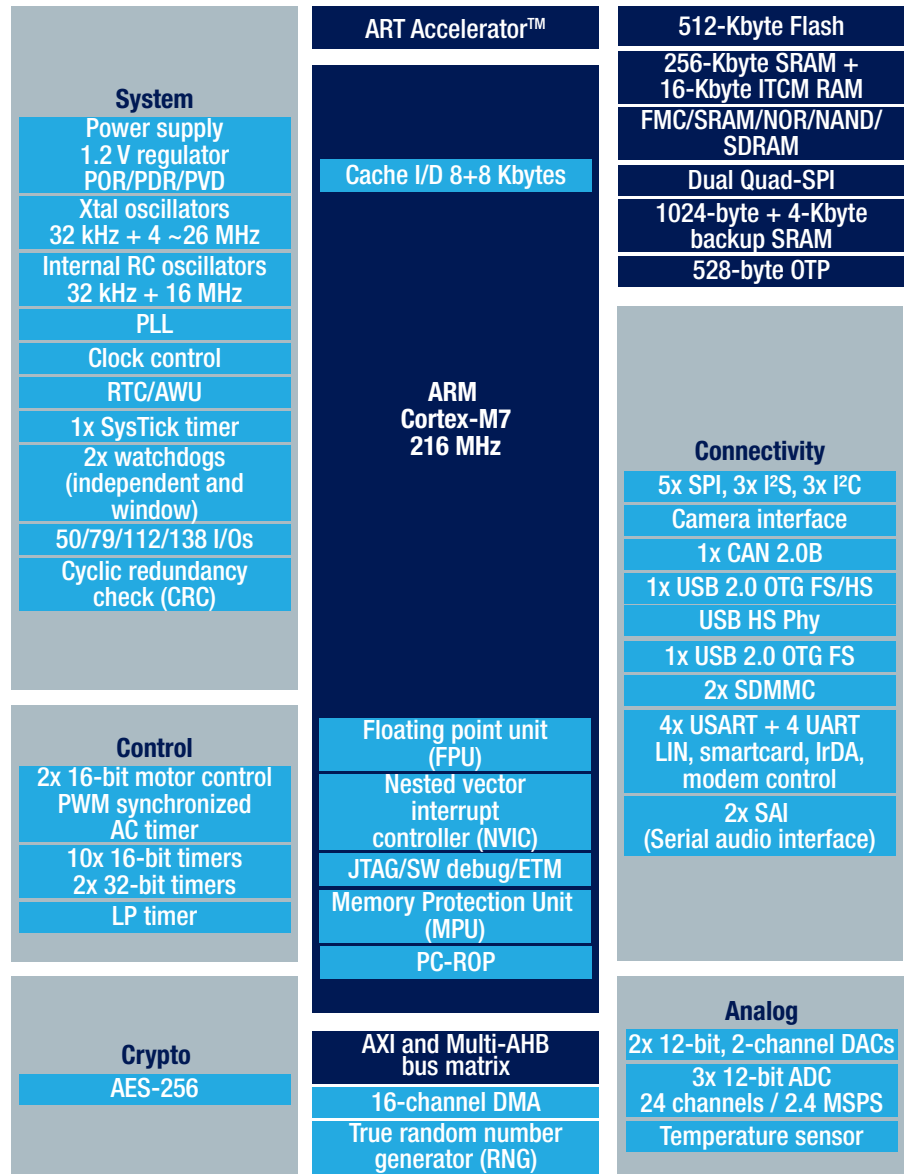 System
Power supply
1.2 V regulator
POR/PDR/PVD
Xtal oscillators
32 kHz + 4 ~26 MHz
Internal RC oscillators
32 kHz + 16 MHz
PLL
Clock control
RTC/AWU
1x SysTick timer
2x watchdogs
(independent and
window)
50/79/112/138 I/Os
Cyclic redundancy
check (CRC)
Control
2x 16-bit motor control
PWM synchronized
AC timer
10x 16-bit timers
2x 32-bit timers
LP timer
Crypto
AES-256
ART Accelerator™
Cache I/D 8+8 Kbytes
ARM
Cortex-M7
216 MHz
Floating point unit
(FPU)
Nested vector
interrupt
controller (NVIC)
JTAG/SW debug/ETM
Memory Protection Unit
(MPU)
PC-ROP
AXI and Multi-AHB
bus matrix
16-channel DMA
True random number
generator (RNG)
512-Kbyte Flash
256-Kbyte SRAM +
16-Kbyte ITCM RAM
FMC/SRAM/NOR/NAND/
SDRAM
Dual Quad-SPI
1024-byte + 4-Kbyte
backup SRAM
528-byte OTP
Connectivity
5x SPI, 3x I²S, 3x I²C
Camera interface
1x CAN 2.0B
1x USB 2.0 OTG FS/HS
USB HS Phy
1x USB 2.0 OTG FS
2x SDMMC
4x USART + 4 UART
LIN, smartcard, IrDA,
modem control
2x SAI
(Serial audio interface)
Analog
2x 12-bit, 2-channel DACs
3x 12-bit ADC
24 channels / 2.4 MSPS
Temperature sensor